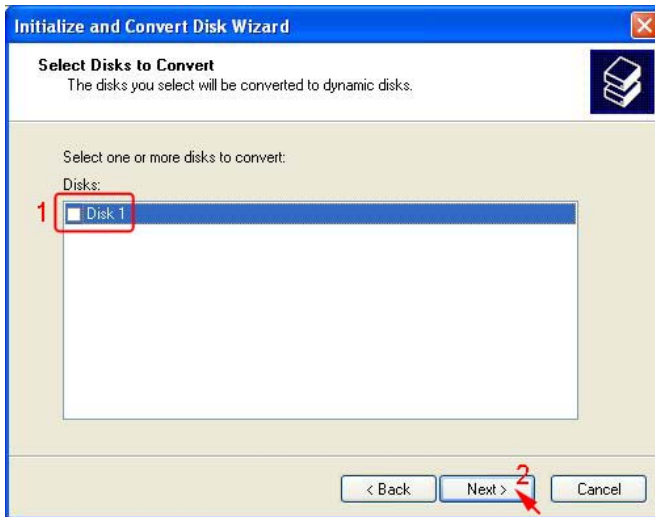 Initialize and Convert Disk Wizard
Select Disks to Convert
The disks you select will be converted to dynamic disks.
Select one or more disks to convert:
Disks:
1
Disk 1
2
< Back
Next >
Cancel